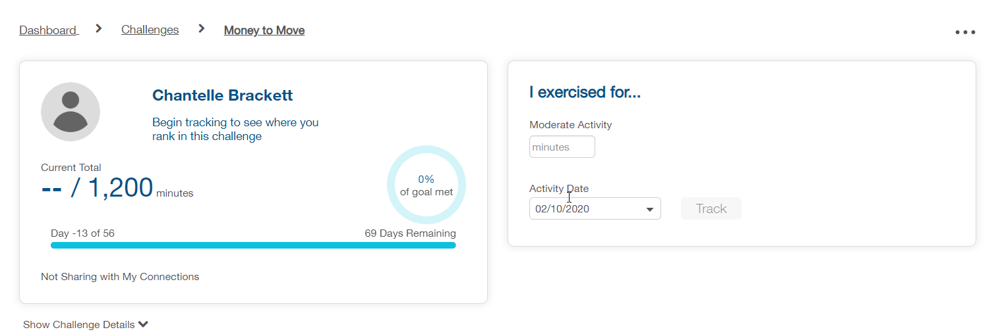 Dashboard
Challenges
Money to Move
Chantelle Brackett
Begin tracking to see where you
rank in this challenge
Current Total
-- / 1,200 minutes
0%
of goal met
Day -13 of 56
69 Days Remaining
Not Sharing with My Connections
Show Challenge Details
I exercised for...
Moderate Activity
minutes
Activity Date
02/10/2020
Track